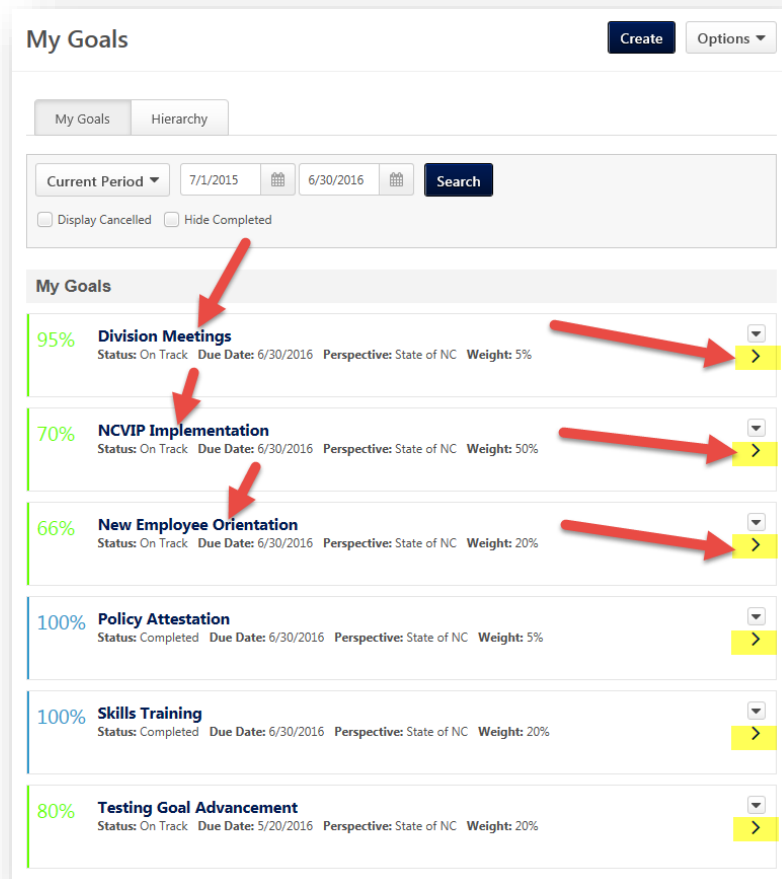 My Goals
Create
Options
My Goals
Hierarchy
Current Period
7/1/2015
6/30/2016
Search
Display Cancelled
Hide Completed
My Goals
95%
Division Meetings
Status: On Track Due Date: 6/30/2016 Perspective: State of NC Weight: 5%
70%
NCVIP Implementation
Status: On Track Due Date: 6/30/2016 Perspective: State of NC Weight: 50%
66%
New Employee Orientation
Status: On Track Due Date: 6/30/2016 Perspective: State of NC Weight: 20%
100%
Policy Attestation
Status: Completed Due Date: 6/30/2016 Perspective: State of NC Weight: 5%
100%
Skills Training
Status: Completed Due Date: 6/30/2016 Perspective: State of NC Weight: 20%
80%
Testing Goal Advancement
Status: On Track Due Date: 5/20/2016 Perspective: State of NC Weight: 20%